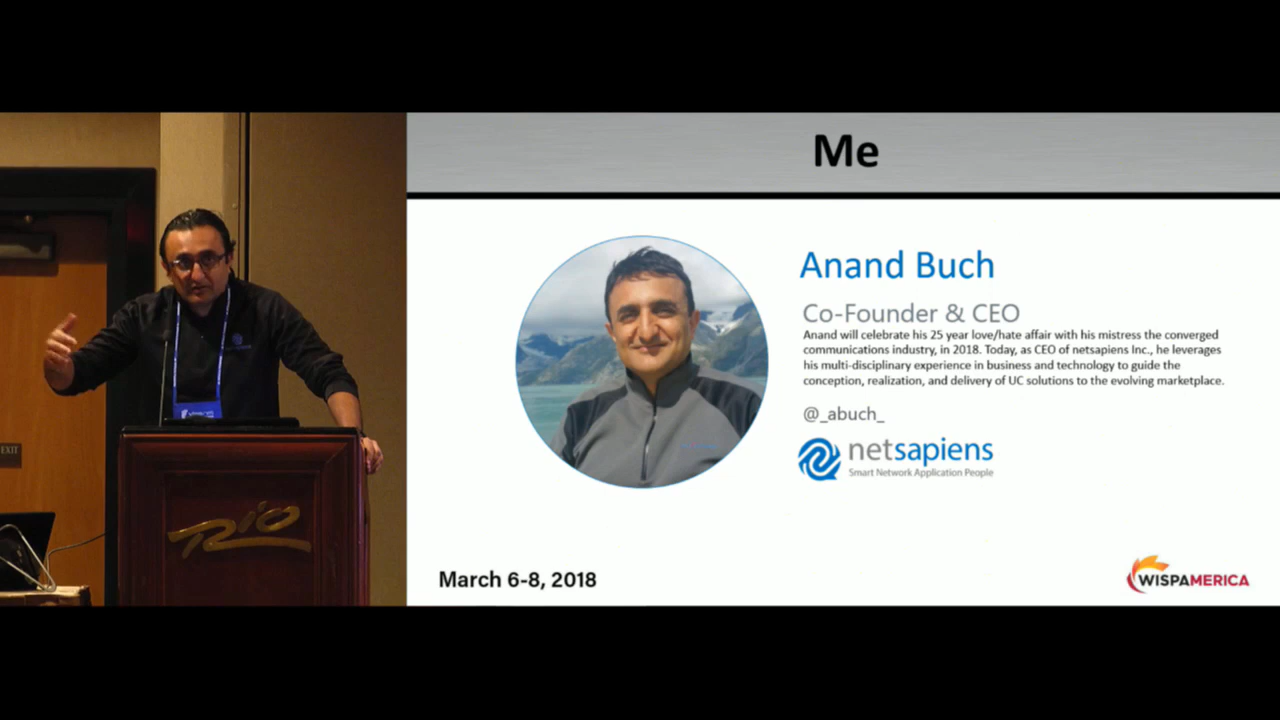 Me
Anand Buch
Co-Founder & CEO
Anand will celebrate his 25 year love/hate affair with his mistress the converged
communications industry, in 2018. Today, as CEO of netsapiens Inc., he leverages
his multi-disciplinary experience in business and technology to guide the
conception, realization, and delivery of UC solutions to the evolving marketplace.
@_abuch_
netsapiens
Smart Network Application People
EXIT
RIO
March 6-8, 2018
WISPAMERICA